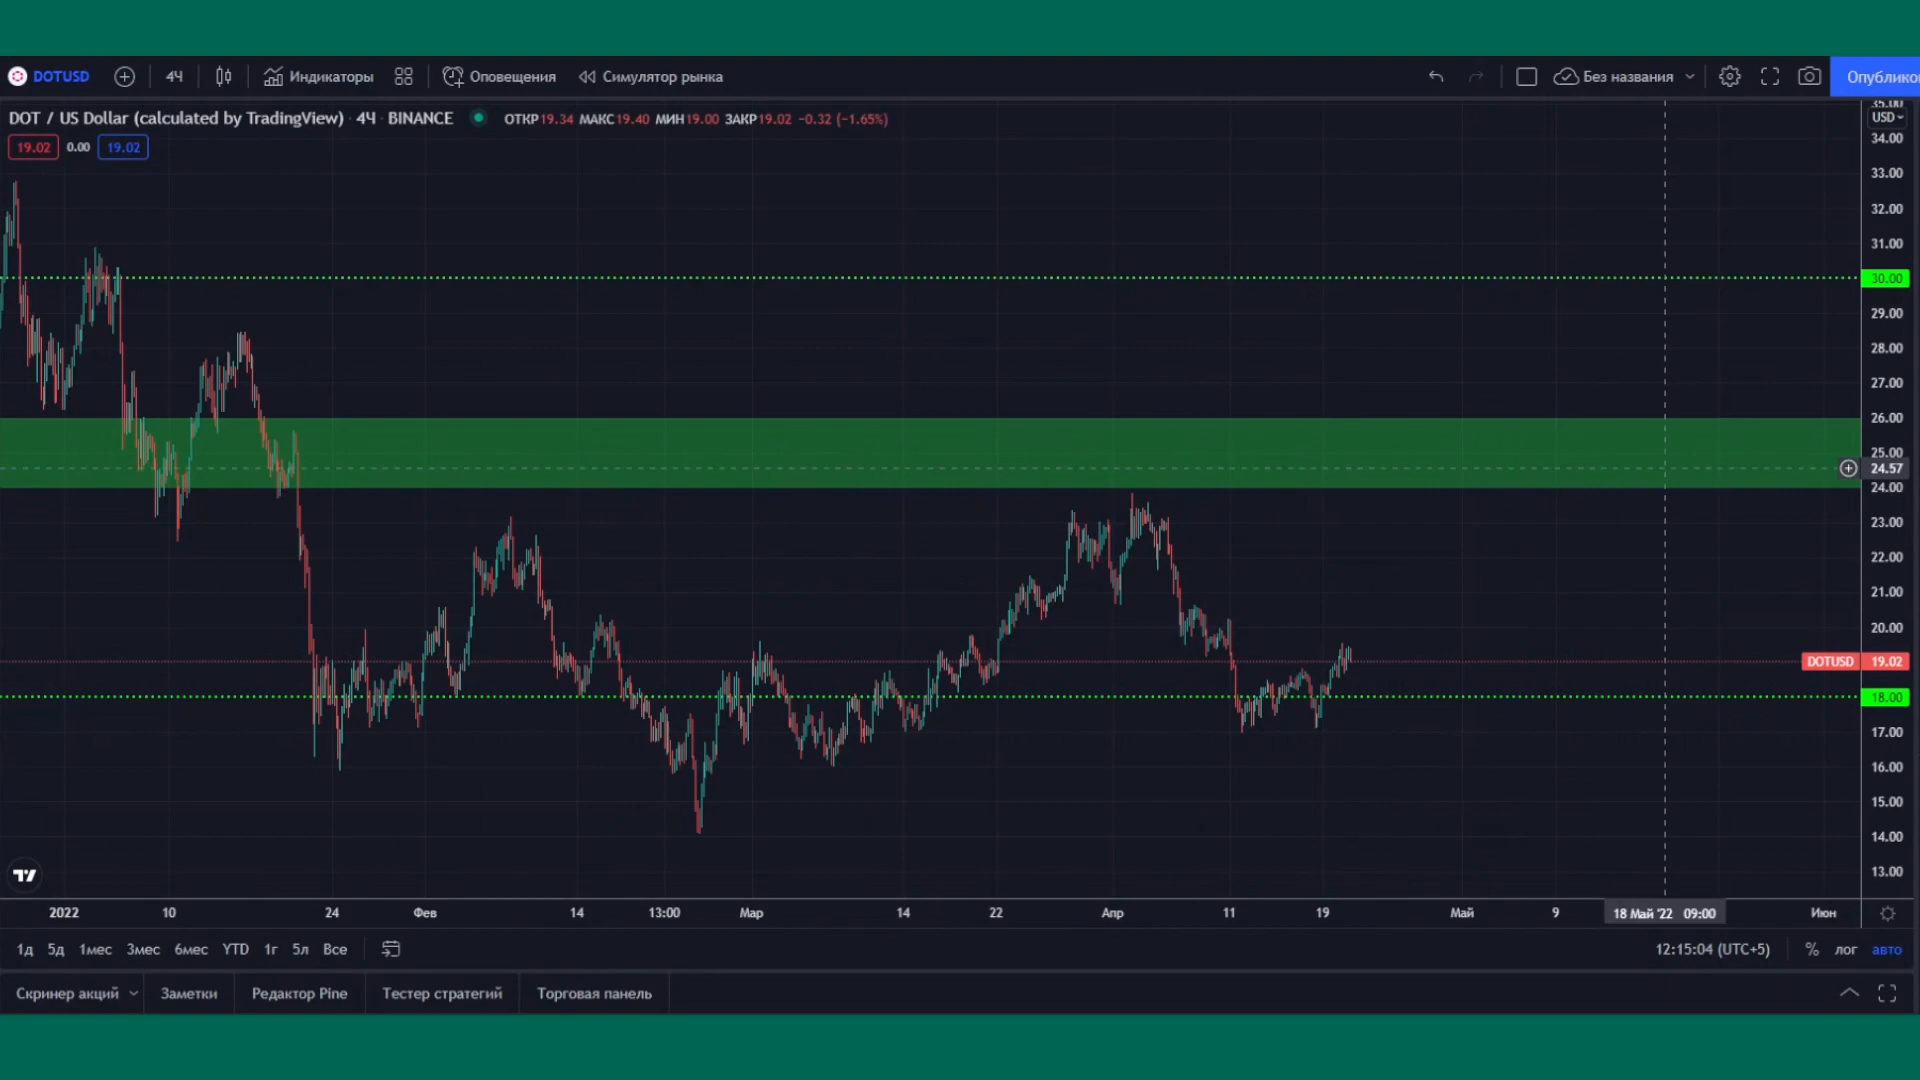 DOTUSD 4Ч Индикаторы Оповещения Симулятор рынка Без названия Опублико
DOT / US Dollar (calculated by TradingView) · 4Ч · BINANCE ОТКР19.34 МАКС19.40 МИН19.00 ЗАКР19.02 −0.32 (−1.65%)
19.02 0.00 19.02
35.00
USD
34.00
33.00
32.00
31.00
30.00
29.00
28.00
27.00
26.00
25.00
24.57
24.00
23.00
22.00
21.00
20.00
DOTUSD 19.02
18.00
17.00
16.00
15.00
14.00
13.00
2022 10 24 Фев 14 13:00 Мар 14 22 Апр 11 19 Май 9 18 Май '22 09:00 Июн
1д 5д 1мес 3мес 6мес YTD 1г 5л Все 12:15:04 (UTC+5) % лог авто
Скринер акций Заметки Редактор Pine Тестер стратегий Торговая панель